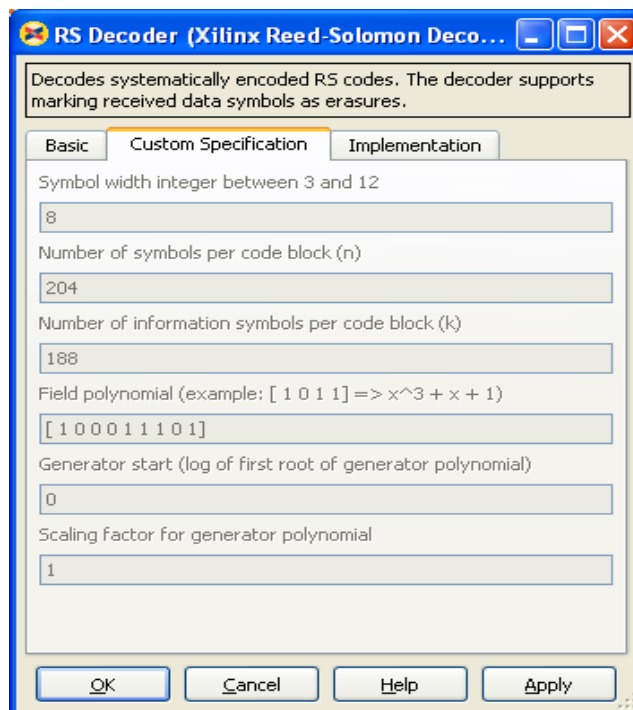 RS Decoder (Xilinx Reed-Solomon Deco...
Decodes systematically encoded RS codes. The decoder supports
marking received data symbols as erasures.
Basic Custom Specification Implementation
Symbol width integer between 3 and 12
8
Number of symbols per code block (n)
204
Number of information symbols per code block (k)
188
Field polynomial (example: [ 1 0 1 1] => x^3 + x + 1)
[ 1 0 0 0 1 1 1 0 1]
Generator start (log of first root of generator polynomial)
0
Scaling factor for generator polynomial
1
OK Cancel Help Apply